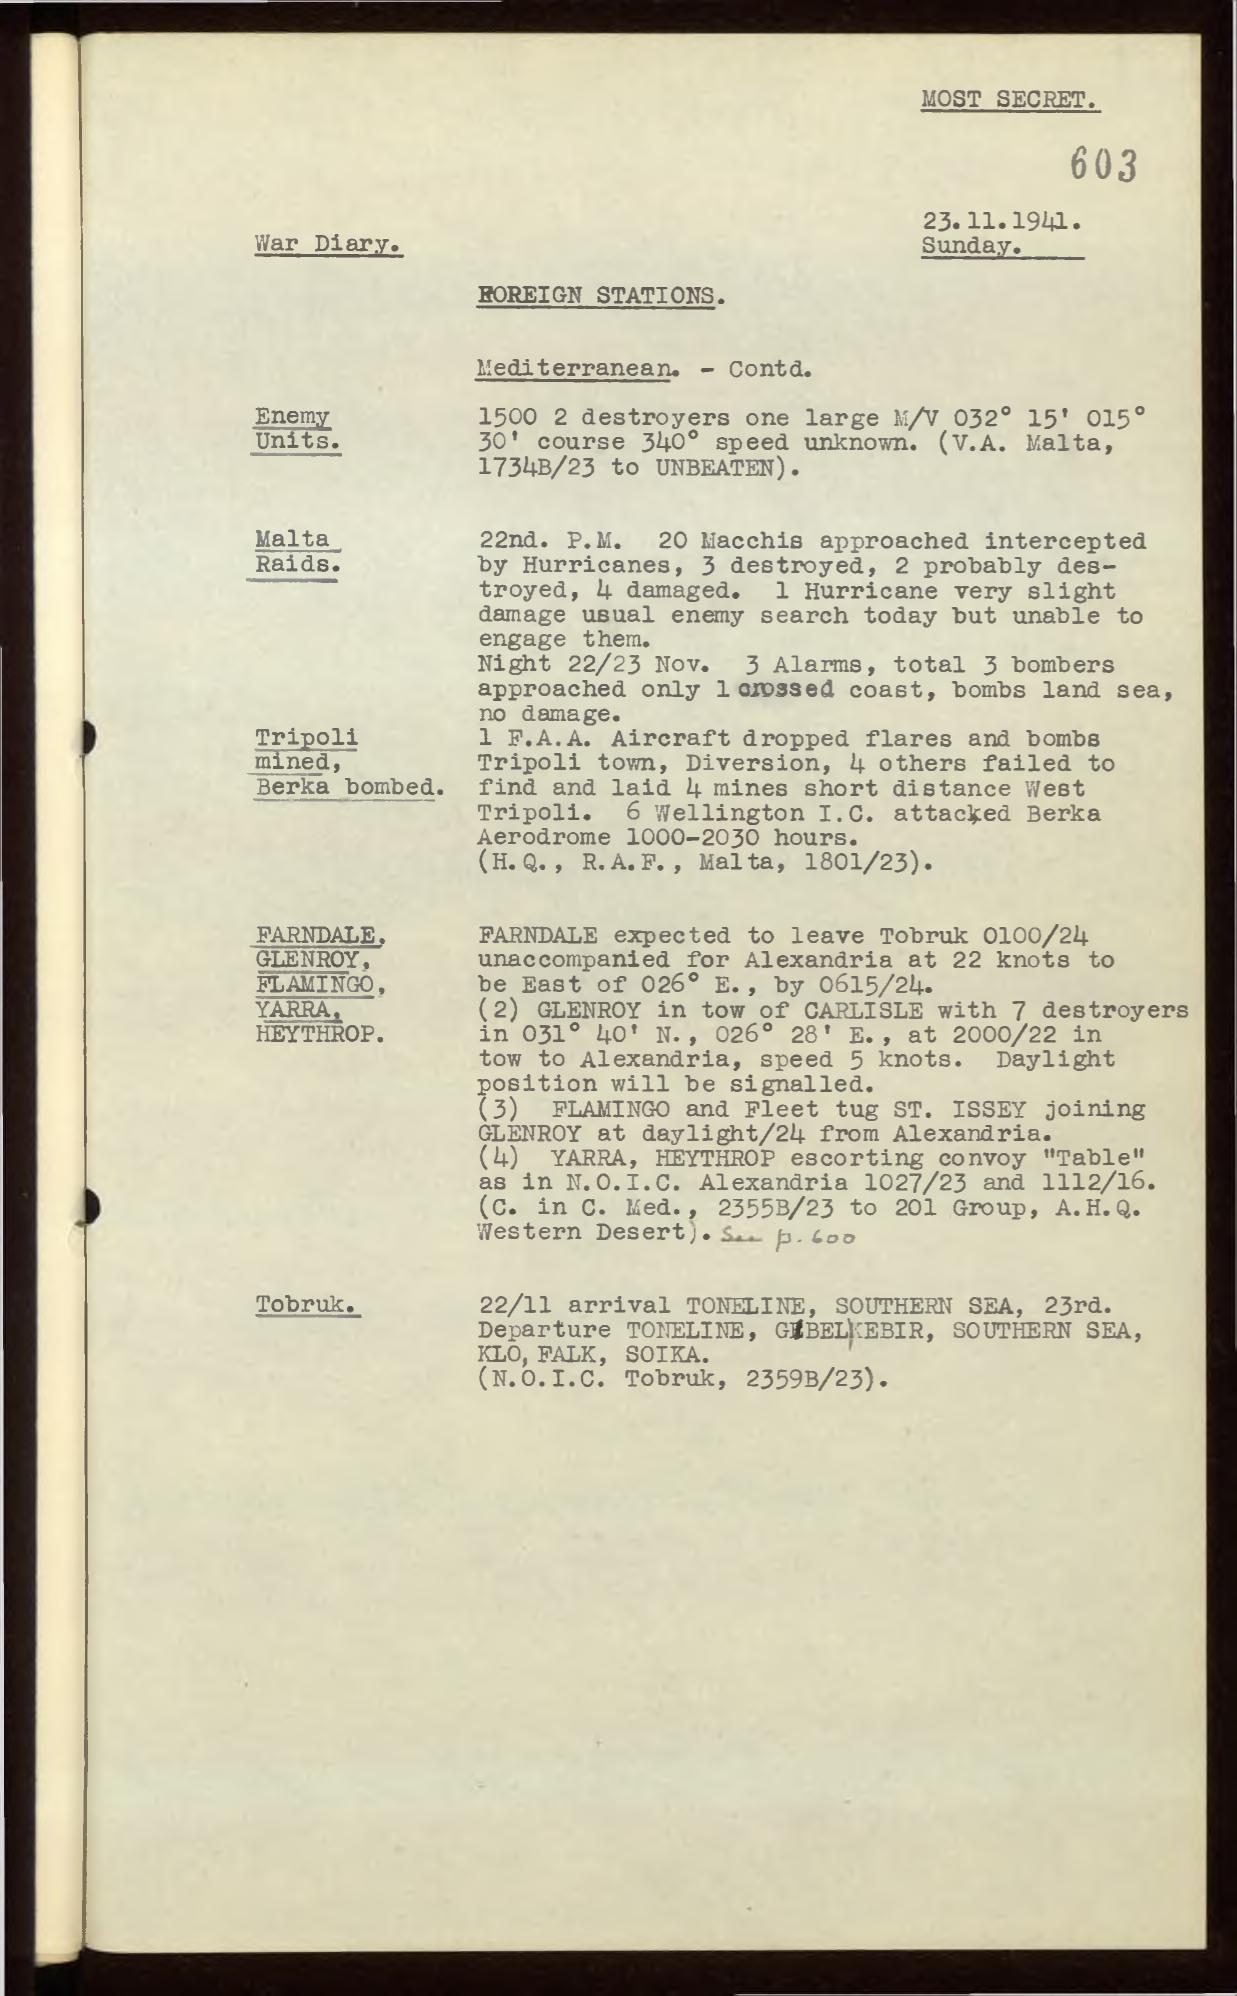 MOST SECRET.
603
23.11.1941.
War Diary.
Sunday.
FOREIGN STATIONS.
Mediterranean. - Contd.
Enemy
Units.
1500 2 destroyers one large M/V 032° 15' 015°
30' course 340° speed unknown. (V.A. Malta,
1734B/23 to UNBEATEN).
Malta
Raids.
22nd. P.M. 20 Macchis approached intercepted
by Hurricanes, 3 destroyed, 2 probably des-
troyed, 4 damaged. 1 Hurricane very slight
damage usual enemy search today but unable to
engage them.
Night 22/23 Nov. 3 Alarms, total 3 bombers
approached only 1 crossed coast, bombs land sea,
no damage.
Tripoli
mined,
Berka bombed.
1 F.A.A. Aircraft dropped flares and bombs
Tripoli town, Diversion, 4 others failed to
find and laid 4 mines short distance West
Tripoli. 6 Wellington I.C. attacked Berka
Aerodrome 1000-2030 hours.
(H.Q., R.A.F., Malta, 1801/23).
FARNDALE,
GLENROY,
FLAMINGO,
YARRA,
HEYTHROP.
FARNDALE expected to leave Tobruk 0100/24
unaccompanied for Alexandria at 22 knots to
be East of 026° E., by 0615/24.
(2) GLENROY in tow of CARLISLE with 7 destroyers
in 031° 40' N., 026° 28' E., at 2000/22 in
tow to Alexandria, speed 5 knots. Daylight
position will be signalled.
(3) FLAMINGO and Fleet tug ST. ISSEY joining
GLENROY at daylight/24 from Alexandria.
(4) YARRA, HEYTHROP escorting convoy "Table"
as in N.O.I.C. Alexandria 1027/23 and 1112/16.
(C. in C. Med., 2355B/23 to 201 Group, A.H.Q.
Western Desert). See p. 600
Tobruk.
22/11 arrival TONELINE, SOUTHERN SEA, 23rd.
Departure TONELINE, GEBEL KEBIR, SOUTHERN SEA,
KLO, FALK, SOIKA.
(N.O.I.C. Tobruk, 2359B/23).